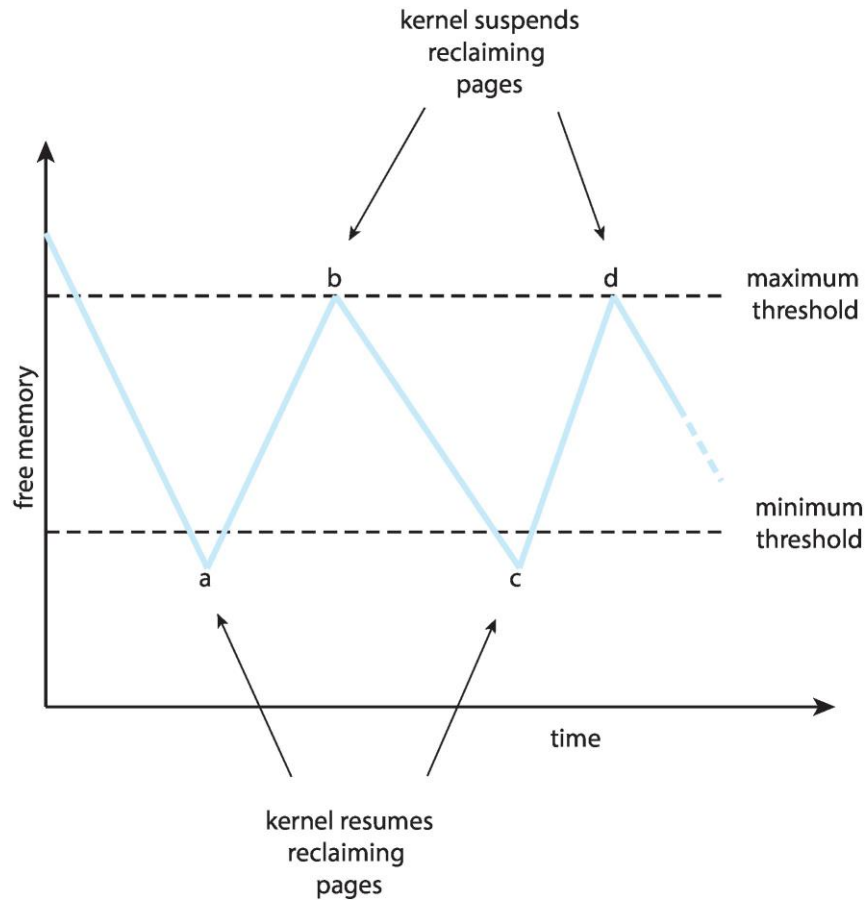 kernel suspends
reclaiming
pages
b
d
maximum
threshold
free memory
minimum
threshold
a
c
time
kernel resumes
reclaiming
pages